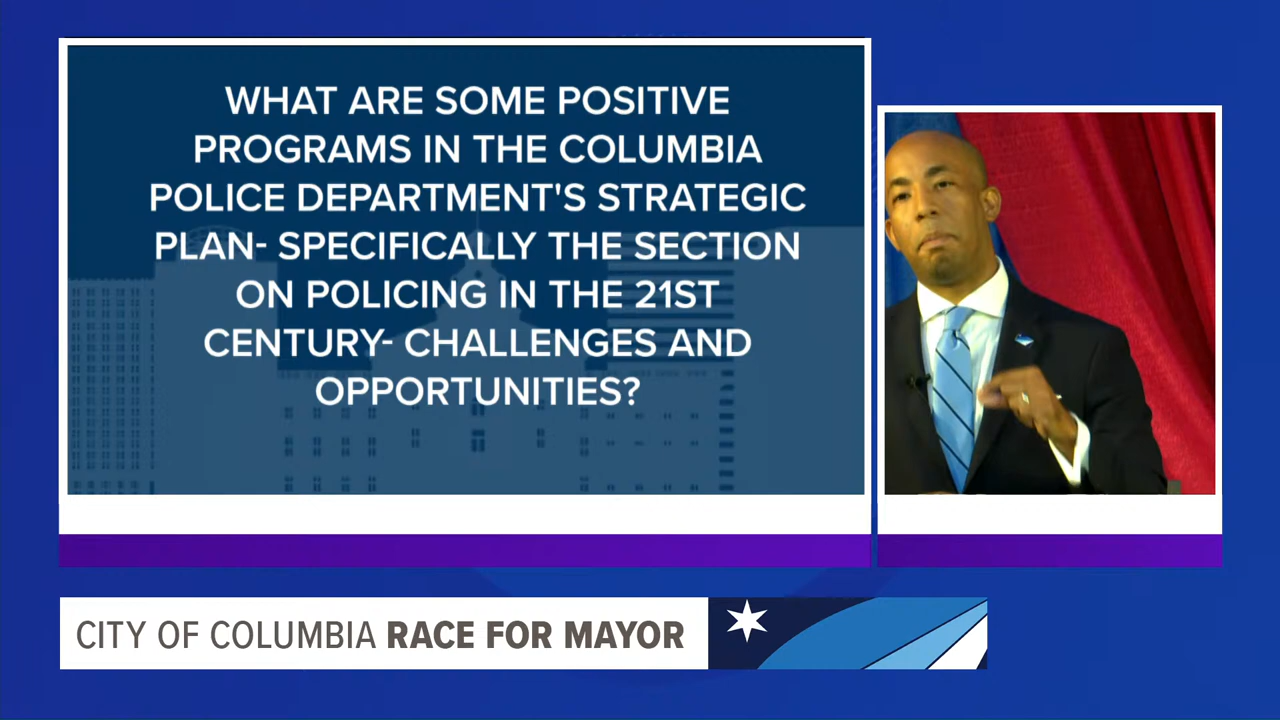 WHAT ARE SOME POSITIVE
PROGRAMS IN THE COLUMBIA
POLICE DEPARTMENT'S STRATEGIC
PLAN- SPECIFICALLY THE SECTION
ON POLICING IN THE 21ST
CENTURY- CHALLENGES AND
OPPORTUNITIES?
CITY OF COLUMBIA RACE FOR MAYOR